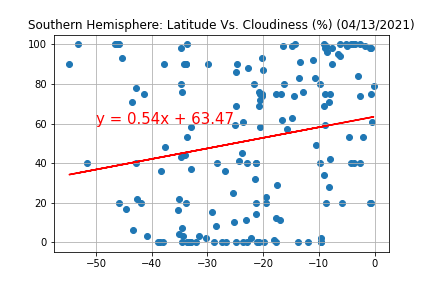 Southern Hemisphere: Latitude Vs. Cloudiness (%) (04/13/2021)
100
80
y = 0.54x + 63.47
60
40
20
0
−50 −40 −30 −20 −10 0